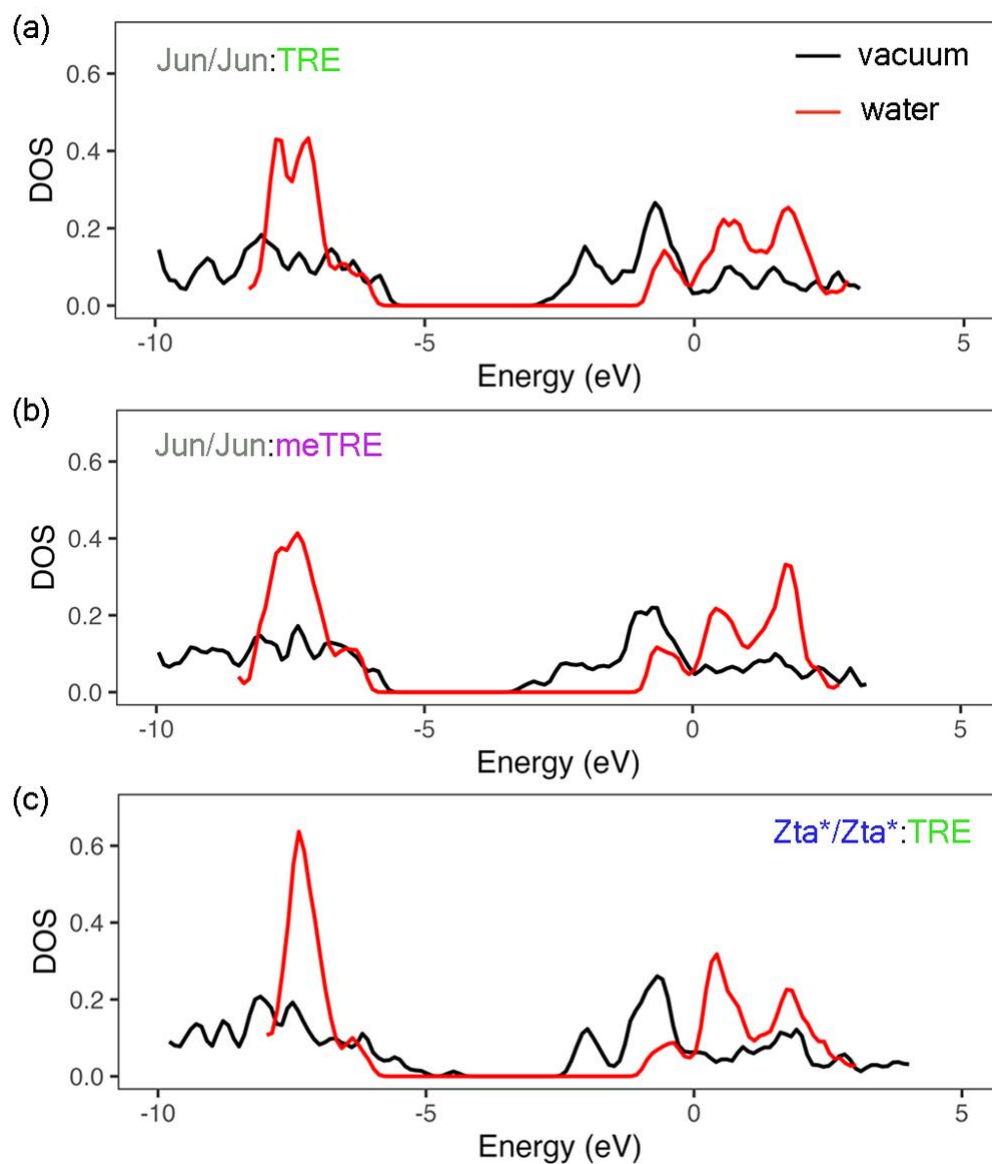 (a)
Jun/Jun:TRE
vacuum
water
DOS
0.6
0.4
0.2
0.0
-10 -5 0 5
Energy (eV)
(b)
Jun/Jun:meTRE
DOS
0.6
0.4
0.2
0.0
-10 -5 0 5
Energy (eV)
(c)
Zta*/Zta*:TRE
DOS
0.6
0.4
0.2
0.0
-10 -5 0 5
Energy (eV)